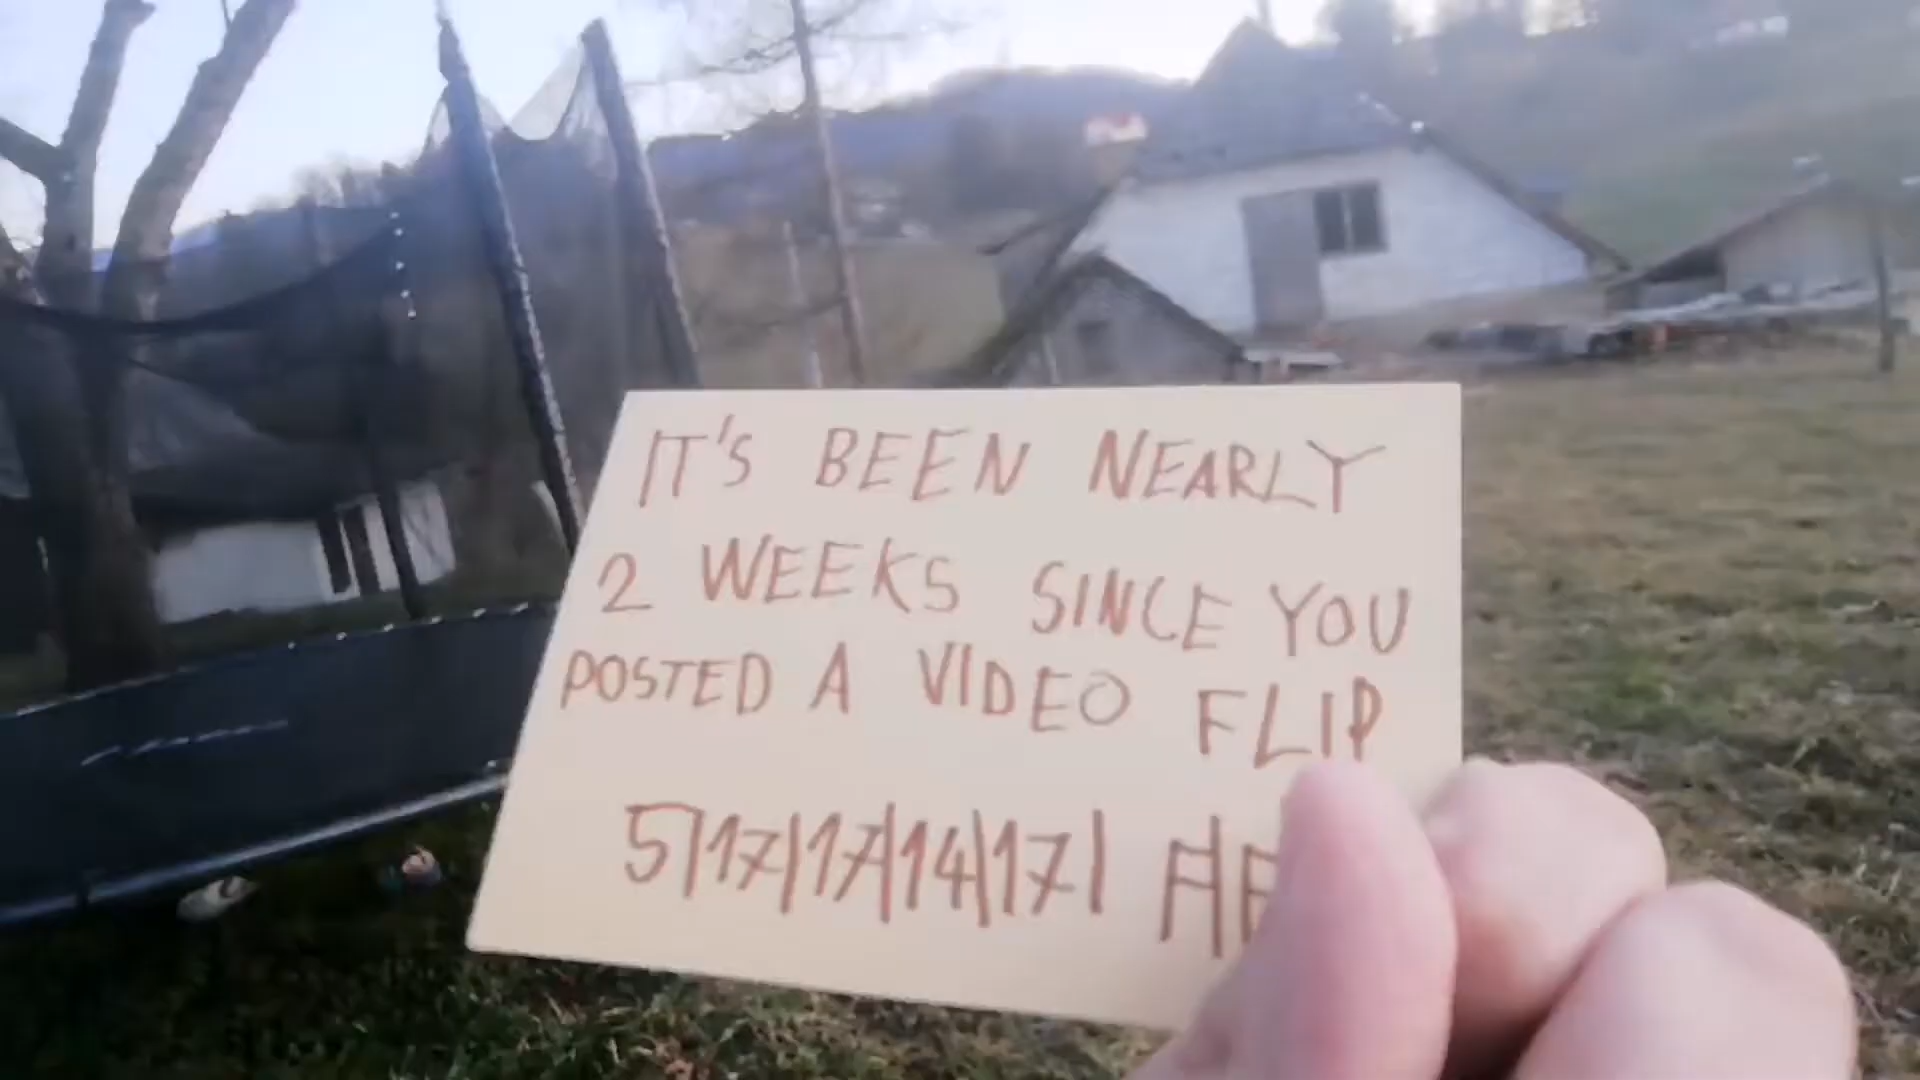 IT'S BEEN NEARLY
2 WEEKS SINCE YOU
POSTED A VIDEO FLIP
5|17|17|14|17|